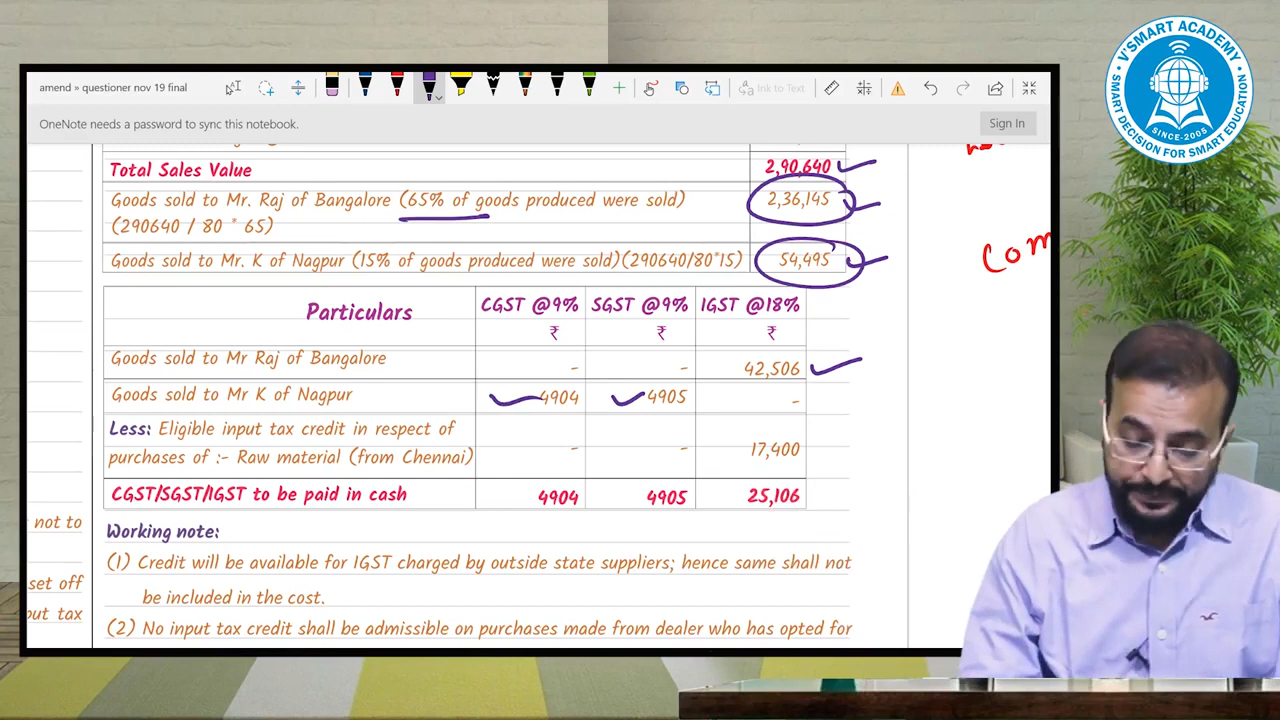 amend » questioner nov 19 final
Ink to Text
OneNote needs a password to sync this notebook.
Sign In
V'SMART ACADEMY
SINCE-2005
SMART DECISION FOR SMART EDUCATION
Total Sales Value 2,90,640
Goods sold to Mr. Raj of Bangalore (65% of goods produced were sold) 2,36,145
(290640 / 80 * 65)
Goods sold to Mr. K of Nagpur (15% of goods produced were sold)(290640/80*15) 54,495
Com
Particulars CGST @9% SGST @9% IGST @18%
₹ ₹ ₹
Goods sold to Mr Raj of Bangalore - - 42,506
Goods sold to Mr K of Nagpur 4904 4905 -
Less: Eligible input tax credit in respect of
purchases of :- Raw material (from Chennai) - - 17,400
CGST/SGST/IGST to be paid in cash 4904 4905 25,106
Working note:
(1) Credit will be available for IGST charged by outside state suppliers; hence same shall not
be included in the cost.
(2) No input tax credit shall be admissible on purchases made from dealer who has opted for
not to
set off
put tax